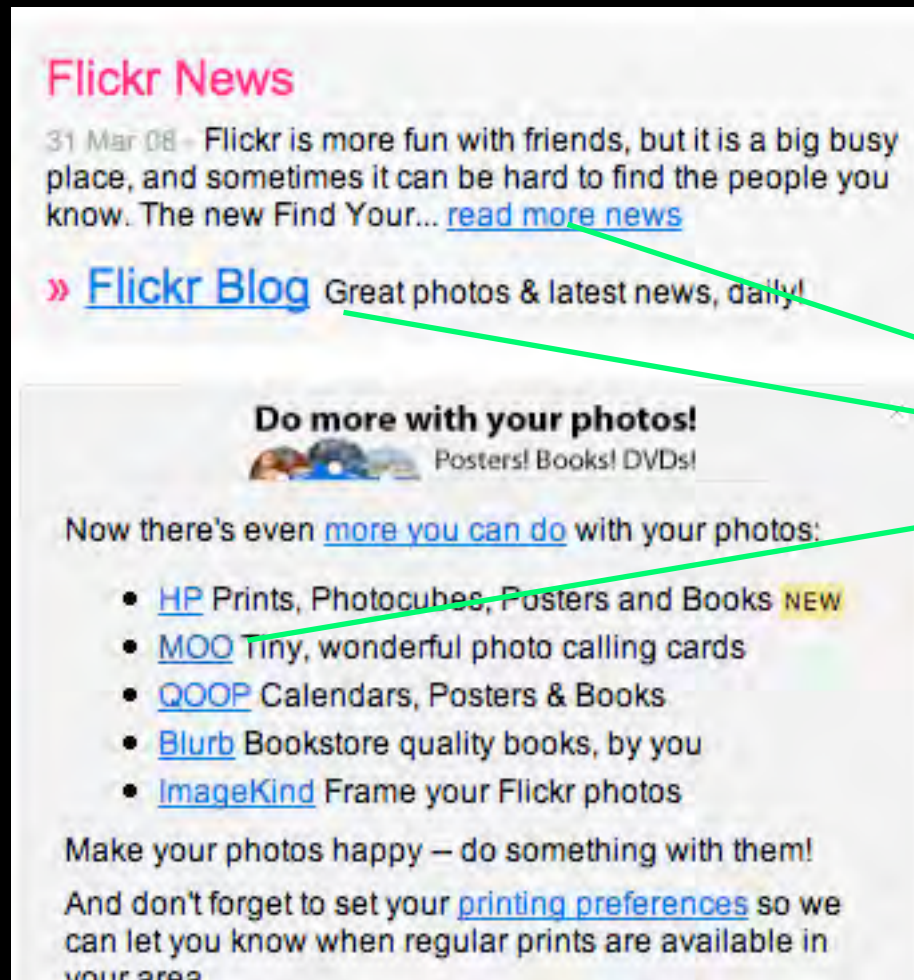 Flickr News
31 Mar 08 - Flickr is more fun with friends, but it is a big busy
place, and sometimes it can be hard to find the people you
know. The new Find Your... read more news
» Flickr Blog Great photos & latest news, daily!
Do more with your photos!
Posters! Books! DVDs!
Now there's even more you can do with your photos:
• HP Prints, Photocubes, Posters and Books NEW
• MOO Tiny, wonderful photo calling cards
• QOOP Calendars, Posters & Books
• Blurb Bookstore quality books, by you
• ImageKind Frame your Flickr photos
Make your photos happy – do something with them!
And don't forget to set your printing preferences so we
can let you know when regular prints are available in
your area